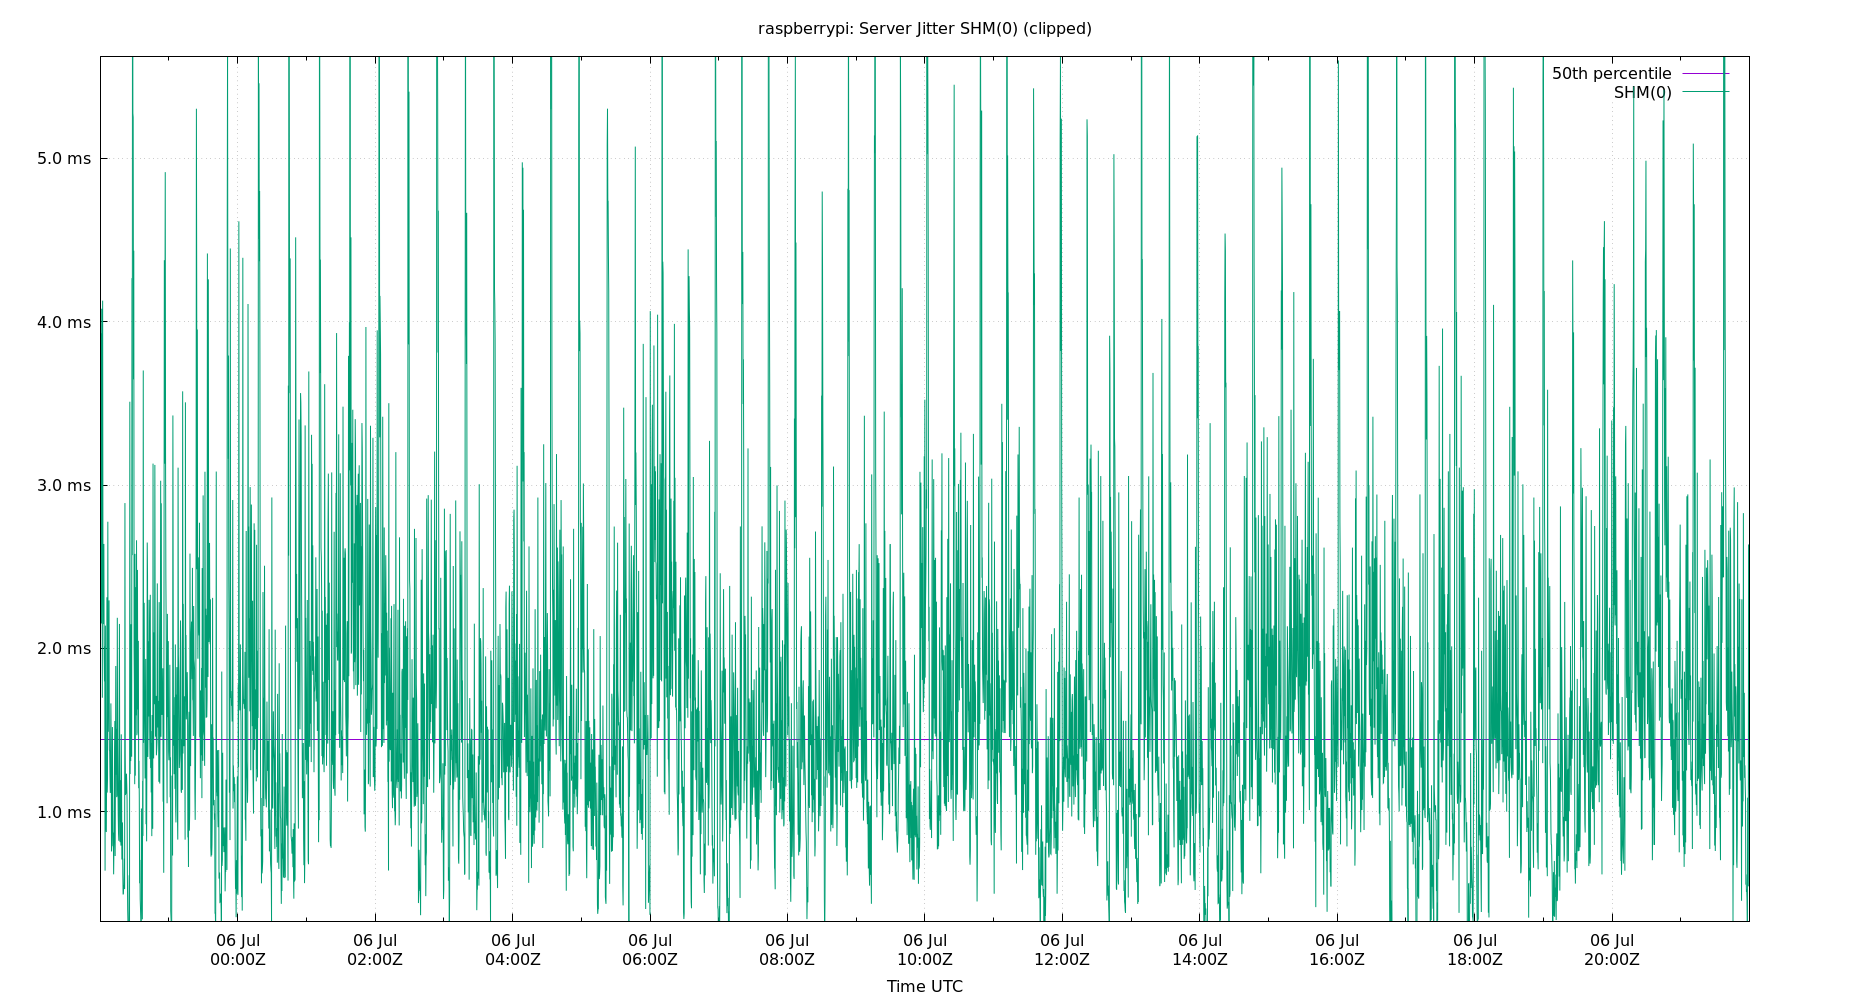 raspberrypi: Server Jitter SHM(0) (clipped)
50th percentile
SHM(0)
5.0 ms
4.0 ms
3.0 ms
2.0 ms
1.0 ms
06 Jul 06 Jul 06 Jul 06 Jul 06 Jul 06 Jul 06 Jul 06 Jul 06 Jul 06 Jul 06 Jul
00:00Z 02:00Z 04:00Z 06:00Z 08:00Z 10:00Z 12:00Z 14:00Z 16:00Z 18:00Z 20:00Z
Time UTC